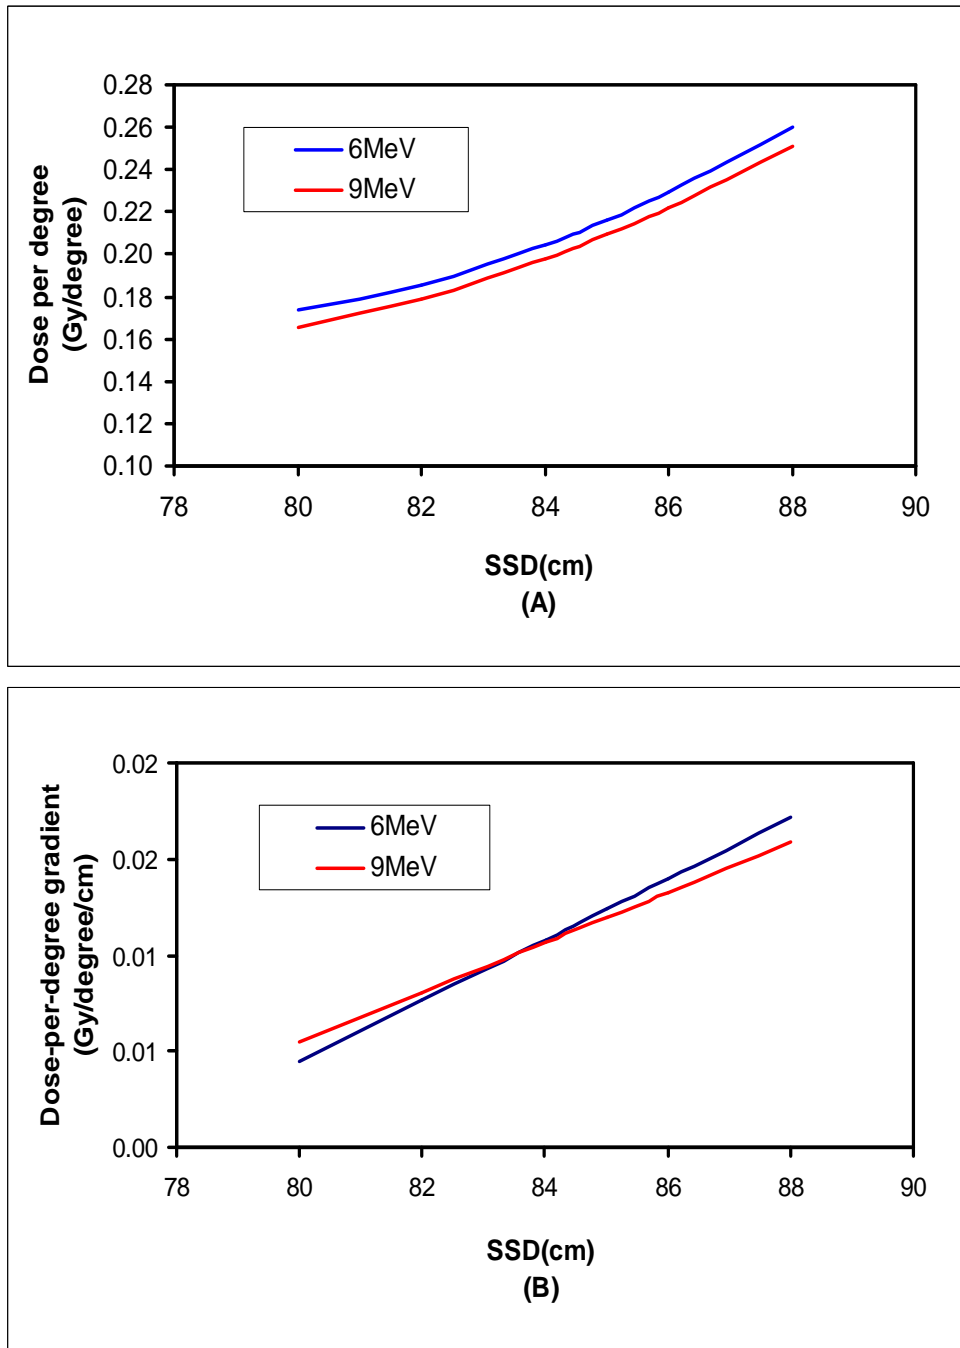 Dose per degree
(Gy/degree)
0.28
0.26
0.24
0.22
0.20
0.18
0.16
0.14
0.12
0.10
6MeV
9MeV
78 80 82 84 86 88 90
SSD(cm)
(A)
Dose-per-degree gradient
(Gy/degree/cm)
0.02
0.02
0.01
0.01
0.00
6MeV
9MeV
78 80 82 84 86 88 90
SSD(cm)
(B)